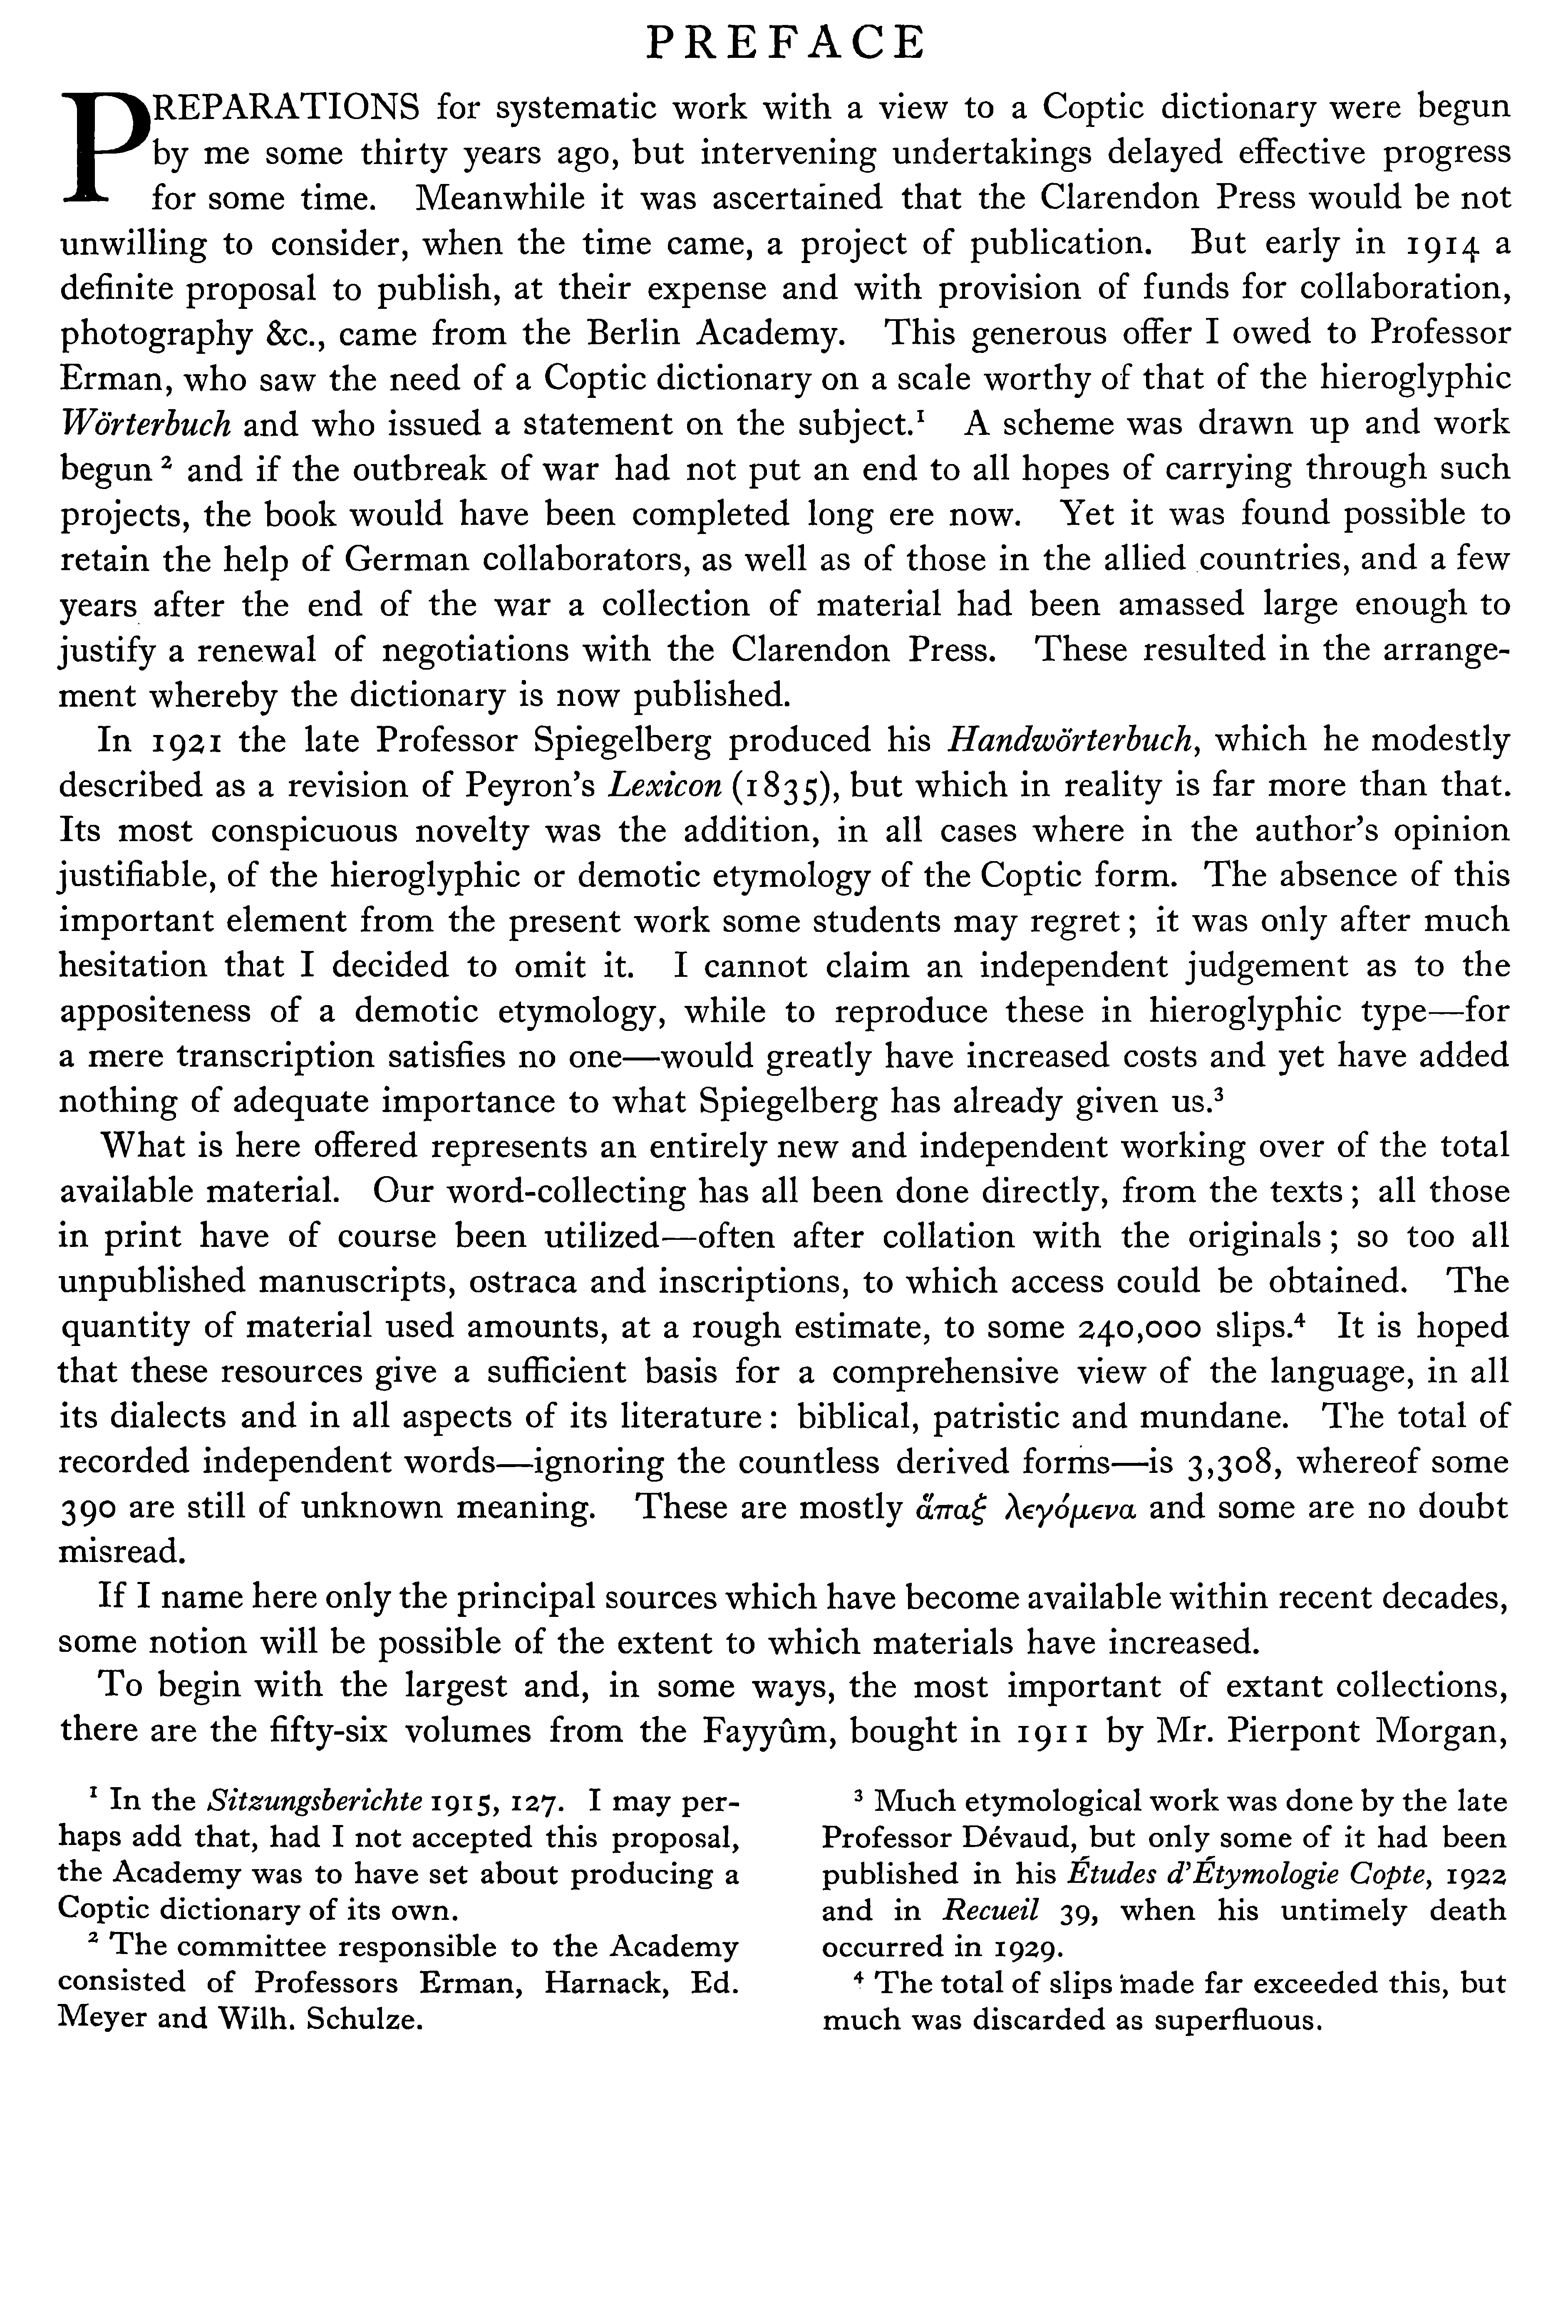 PREFACE
PREPARATIONS for systematic work with a view to a Coptic dictionary were begun
by me some thirty years ago, but intervening undertakings delayed effective progress
for some time. Meanwhile it was ascertained that the Clarendon Press would be not
unwilling to consider, when the time came, a project of publication. But early in 1914 a
definite proposal to publish, at their expense and with provision of funds for collaboration,
photography &c., came from the Berlin Academy. This generous offer I owed to Professor
Erman, who saw the need of a Coptic dictionary on a scale worthy of that of the hieroglyphic
Wörterbuch and who issued a statement on the subject.¹ A scheme was drawn up and work
begun ² and if the outbreak of war had not put an end to all hopes of carrying through such
projects, the book would have been completed long ere now. Yet it was found possible to
retain the help of German collaborators, as well as of those in the allied countries, and a few
years after the end of the war a collection of material had been amassed large enough to
justify a renewal of negotiations with the Clarendon Press. These resulted in the arrange-
ment whereby the dictionary is now published.
In 1921 the late Professor Spiegelberg produced his Handwörterbuch, which he modestly
described as a revision of Peyron's Lexicon (1835), but which in reality is far more than that.
Its most conspicuous novelty was the addition, in all cases where in the author's opinion
justifiable, of the hieroglyphic or demotic etymology of the Coptic form. The absence of this
important element from the present work some students may regret; it was only after much
hesitation that I decided to omit it. I cannot claim an independent judgement as to the
appositeness of a demotic etymology, while to reproduce these in hieroglyphic type—for
a mere transcription satisfies no one—would greatly have increased costs and yet have added
nothing of adequate importance to what Spiegelberg has already given us.³
What is here offered represents an entirely new and independent working over of the total
available material. Our word-collecting has all been done directly, from the texts; all those
in print have of course been utilized—often after collation with the originals; so too all
unpublished manuscripts, ostraca and inscriptions, to which access could be obtained. The
quantity of material used amounts, at a rough estimate, to some 240,000 slips.⁴ It is hoped
that these resources give a sufficient basis for a comprehensive view of the language, in all
its dialects and in all aspects of its literature: biblical, patristic and mundane. The total of
recorded independent words—ignoring the countless derived forms—is 3,308, whereof some
390 are still of unknown meaning. These are mostly ἅπαξ λεγόμενα and some are no doubt
misread.
If I name here only the principal sources which have become available within recent decades,
some notion will be possible of the extent to which materials have increased.
To begin with the largest and, in some ways, the most important of extant collections,
there are the fifty-six volumes from the Fayyûm, bought in 1911 by Mr. Pierpont Morgan,
¹ In the Sitzungsberichte 1915, 127. I may per-
haps add that, had I not accepted this proposal,
the Academy was to have set about producing a
Coptic dictionary of its own.
² The committee responsible to the Academy
consisted of Professors Erman, Harnack, Ed.
Meyer and Wilh. Schulze.
³ Much etymological work was done by the late
Professor Dévaud, but only some of it had been
published in his Études d'Étymologie Copte, 1922
and in Recueil 39, when his untimely death
occurred in 1929.
⁴ The total of slips made far exceeded this, but
much was discarded as superfluous.